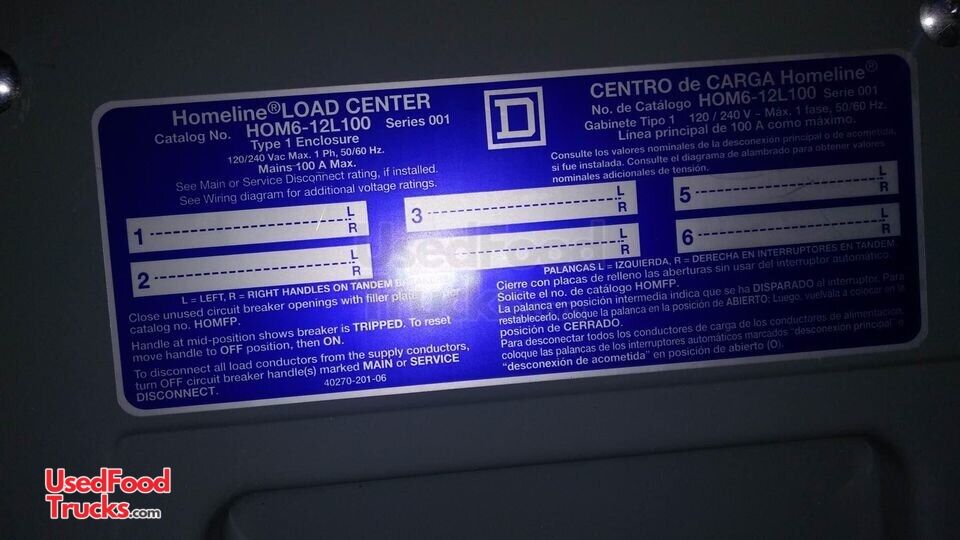 Homeline® LOAD CENTER
Catalog No. HOM6-12L100 Series 001
Type 1 Enclosure
120/240 Vac Max. 1 Ph, 50/60 Hz.
Mains 100 A Max.
See Main or Service Disconnect rating, if installed.
See Wiring diagram for additional voltage ratings.
D
CENTRO de CARGA Homeline®
No. de Catálogo HOM6-12L100 Serie 001
Gabinete Tipo 1 120 / 240 V ~ Máx. 1 fase, 50/60 Hz.
Línea principal de 100 A como máximo.
Consulte los valores nominales de la desconexión principal o de acometida,
si fue instalada. Consulte el diagrama de alambrado para obtener valores
nominales adicionales de tensión.
1 L R
3 L R
5 L R
2 L R
L R
6 L R
L = LEFT, R = RIGHT HANDLES ON TANDEM
Close unused circuit breaker openings with filler
catalog no. HOMFP.
Handle at mid-position shows breaker is TRIPPED. To reset
move handle to OFF position, then ON.
To disconnect all load conductors from the supply conductors,
turn OFF circuit breaker handle(s) marked MAIN or SERVICE
DISCONNECT.
40270-201-06
PALANCAS L = IZQUIERDA, R = DERECHA EN INTERRUPTORES EN TANDEM.
Cierre con placas de relleno las aberturas sin usar del interruptor automático.
Solicite el no. de catálogo HOMFP.
La palanca en posición intermedia indica que se ha DISPARADO el interruptor. Para
restablecerlo, coloque la palanca en la posición de ABIERTO; Luego, vuélvala a colocar en la
posición de CERRADO.
Para desconectar todos los conductores de carga de los conductores de alimentación,
coloque las palancas de los interruptores automáticos marcados "desconexión principal" o
"desconexión de acometida" en posición de abierto (O).
UsedFood
Trucks
UsedFood
Trucks.com